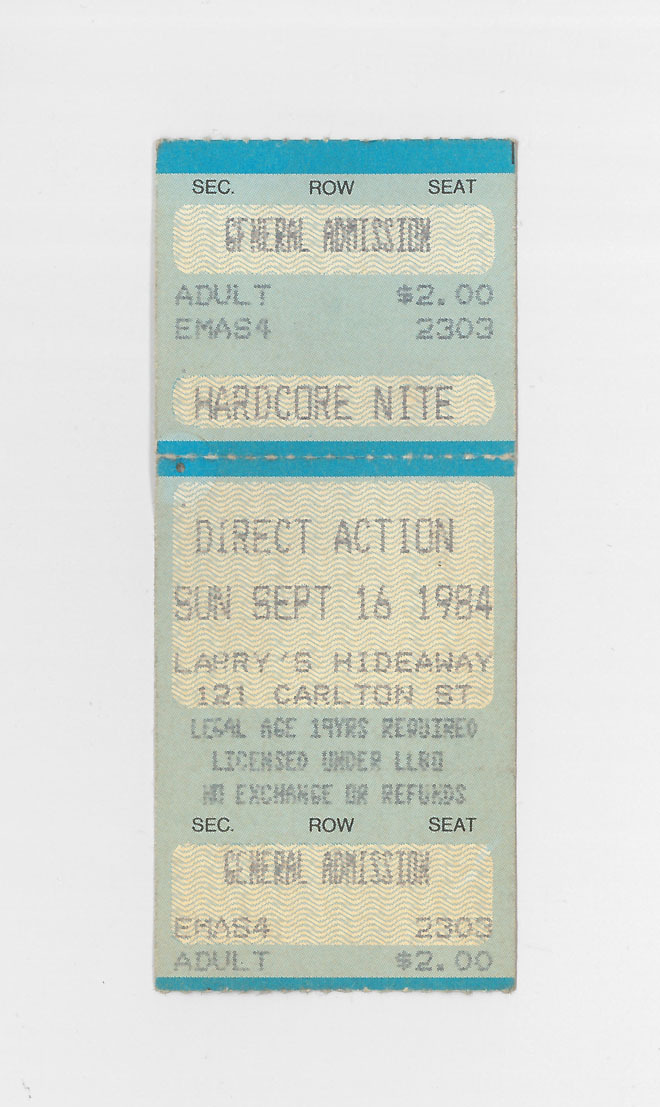 SEC. ROW SEAT
GENERAL ADMISSION
ADULT $2.00
EMAS4 2303
HARDCORE NITE
DIRECT ACTION
SUN SEPT 16 1984
LARRY'S HIDEAWAY
121 CARLTON ST
LEGAL AGE 19YRS REQUIRED
LICENSED UNDER LLBO
NO EXCHANGE OR REFUNDS
SEC. ROW SEAT
GENERAL ADMISSION
EMAS4 2303
ADULT $2.00